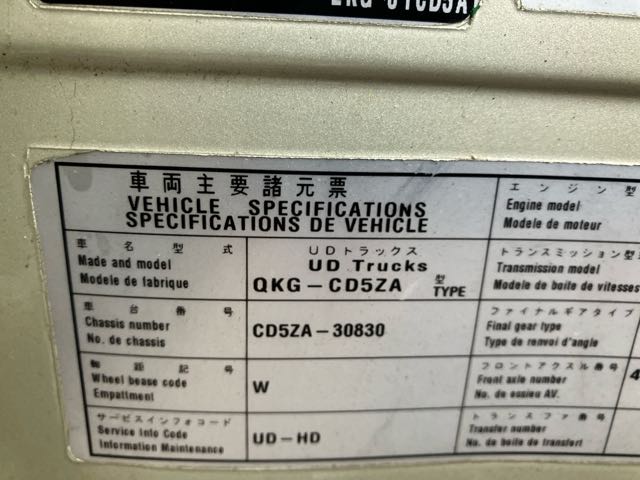 車両主要諸元票
VEHICLE SPECIFICATIONS
SPECIFICATIONS DE VEHICLE
車名型式
Made and model
Modele de fabrique
UDトラックス
UD Trucks
QKG-CD5ZA 型 TYPE
車台番号
Chassis number
No. de chassis
CD5ZA-30830
軸距記号
Wheel bease code
Empattment
W
サービスインフォコード
Service Info Code
Information Maintenance
UD-HD
エンジン型
Engine model
Modele de moteur
トランスミッション型
Transmission model
Modele de boite de vitesses
ファイナルギアタイプ
Final gear type
Type de renvoi d'angle
フロントアクスル番号
Front axle number
No. de essieu AV.
4
トランスファ番号
Transfer number
No. de boite de transfert